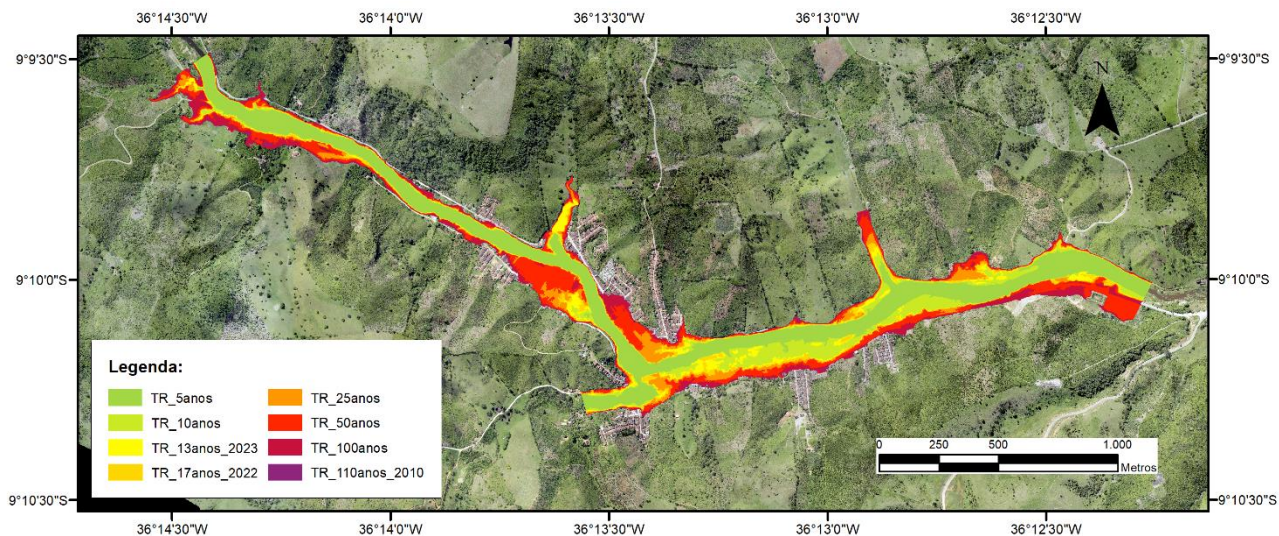 36°14'30"W 36°14'0"W 36°13'30"W 36°13'0"W 36°12'30"W
9°9'30"S 9°9'30"S
N
9°10'0"S 9°10'0"S
Legenda:
TR_5anos TR_25anos
TR_10anos TR_50anos
TR_13anos_2023 TR_100anos
TR_17anos_2022 TR_110anos_2010
0 250 500 1.000
Metros
9°10'30"S 9°10'30"S
36°14'30"W 36°14'0"W 36°13'30"W 36°13'0"W 36°12'30"W